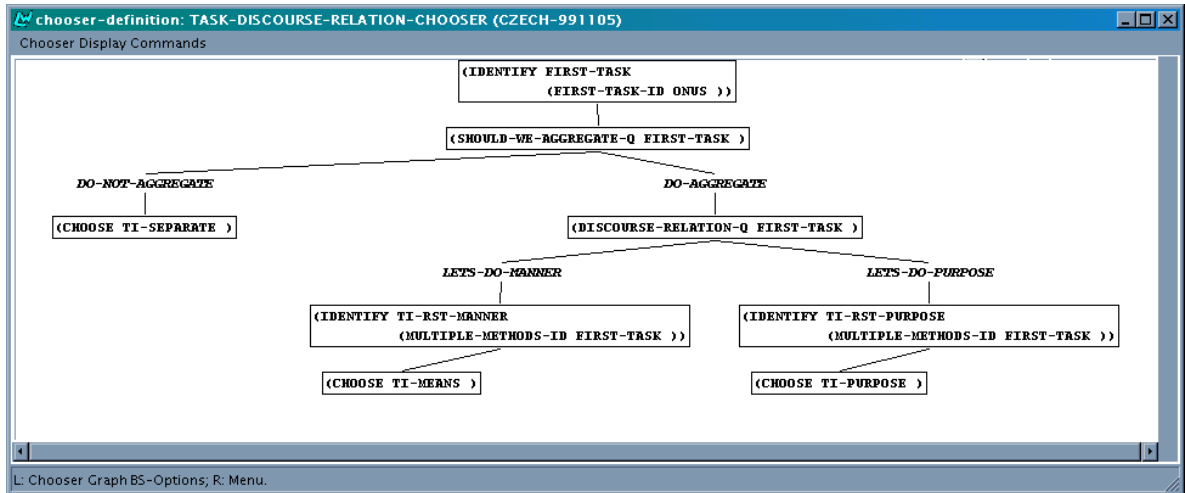 chooser-definition: TASK-DISCOURSE-RELATION-CHOOSER (CZECH-991105)
Chooser Display Commands
(IDENTIFY FIRST-TASK
(FIRST-TASK-ID ONUS ))
(SHOULD-WE-AGGREGATE-Q FIRST-TASK )
DO-NOT-AGGREGATE DO-AGGREGATE
(CHOOSE TI-SEPARATE ) (DISCOURSE-RELATION-Q FIRST-TASK )
LETS-DO-MANNER LETS-DO-PURPOSE
(IDENTIFY TI-RST-MANNER (IDENTIFY TI-RST-PURPOSE
(MULTIPLE-METHODS-ID FIRST-TASK )) (MULTIPLE-METHODS-ID FIRST-TASK ))
(CHOOSE TI-MEANS ) (CHOOSE TI-PURPOSE )
L: Chooser Graph BS-Options; R: Menu.